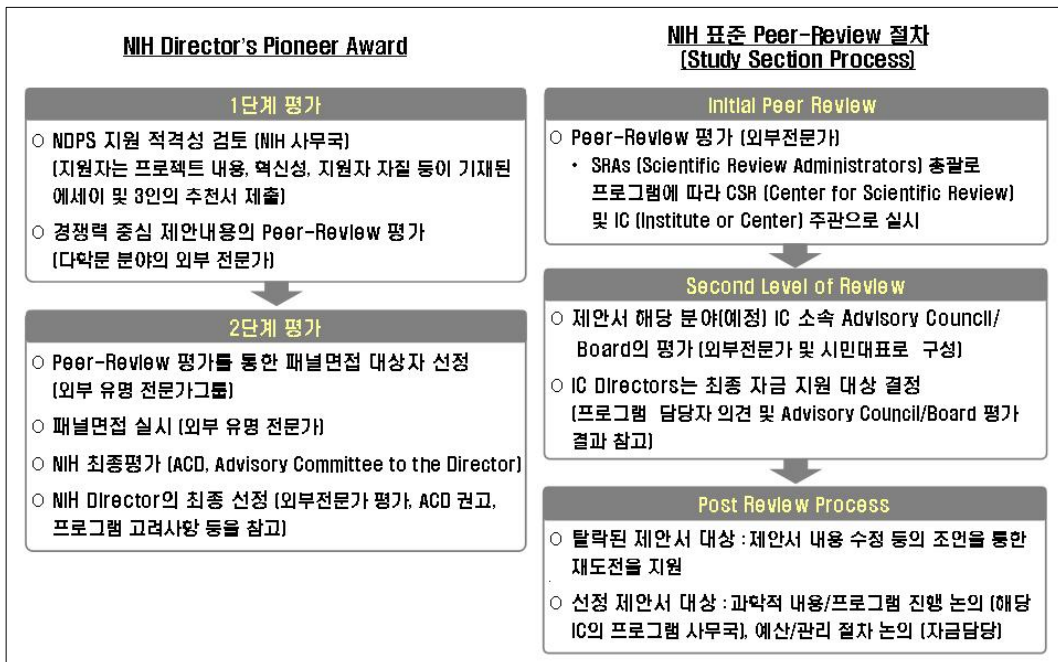 NIH Director's Pioneer Award
1단계 평가
○ NDPS 지원 적격성 검토 (NIH 사무국)
(지원자는 프로젝트 내용, 혁신성, 지원자 자질 등이 기재된
에세이 및 3인의 추천서 제출)
○ 경쟁력 중심 제안내용의 Peer-Review 평가
(다학문 분야의 외부 전문가)
2단계 평가
○ Peer-Review 평가를 통한 패널면접 대상자 선정
(외부 유명 전문가그룹)
○ 패널면접 실시 (외부 유명 전문가)
○ NIH 최종평가 (ACD, Advisory Committee to the Director)
○ NIH Director의 최종 선정 (외부전문가 평가, ACD 권고,
프로그램 고려사항 등을 참고)
NIH 표준 Peer-Review 절차
(Study Section Process)
Initial Peer Review
○ Peer-Review 평가 (외부전문가)
• SRAs (Scientific Review Administrators) 총괄로
프로그램에 따라 CSR (Center for Scientific Review)
및 IC (Institute or Center) 주관으로 실시
Second Level of Review
○ 제안서 해당 분야(예정) IC 소속 Advisory Council/
Board의 평가 (외부전문가 및 시민대표로 구성)
○ IC Directors는 최종 자금 지원 대상 결정
(프로그램 담당자 의견 및 Advisory Council/Board 평가
결과 참고)
Post Review Process
○ 탈락된 제안서 대상 : 제안서 내용 수정 등의 조언을 통한
재도전을 지원
○ 선정 제안서 대상 : 과학적 내용/프로그램 진행 논의 (해당
IC의 프로그램 사무국), 예산/관리 절차 논의 (자금담당)